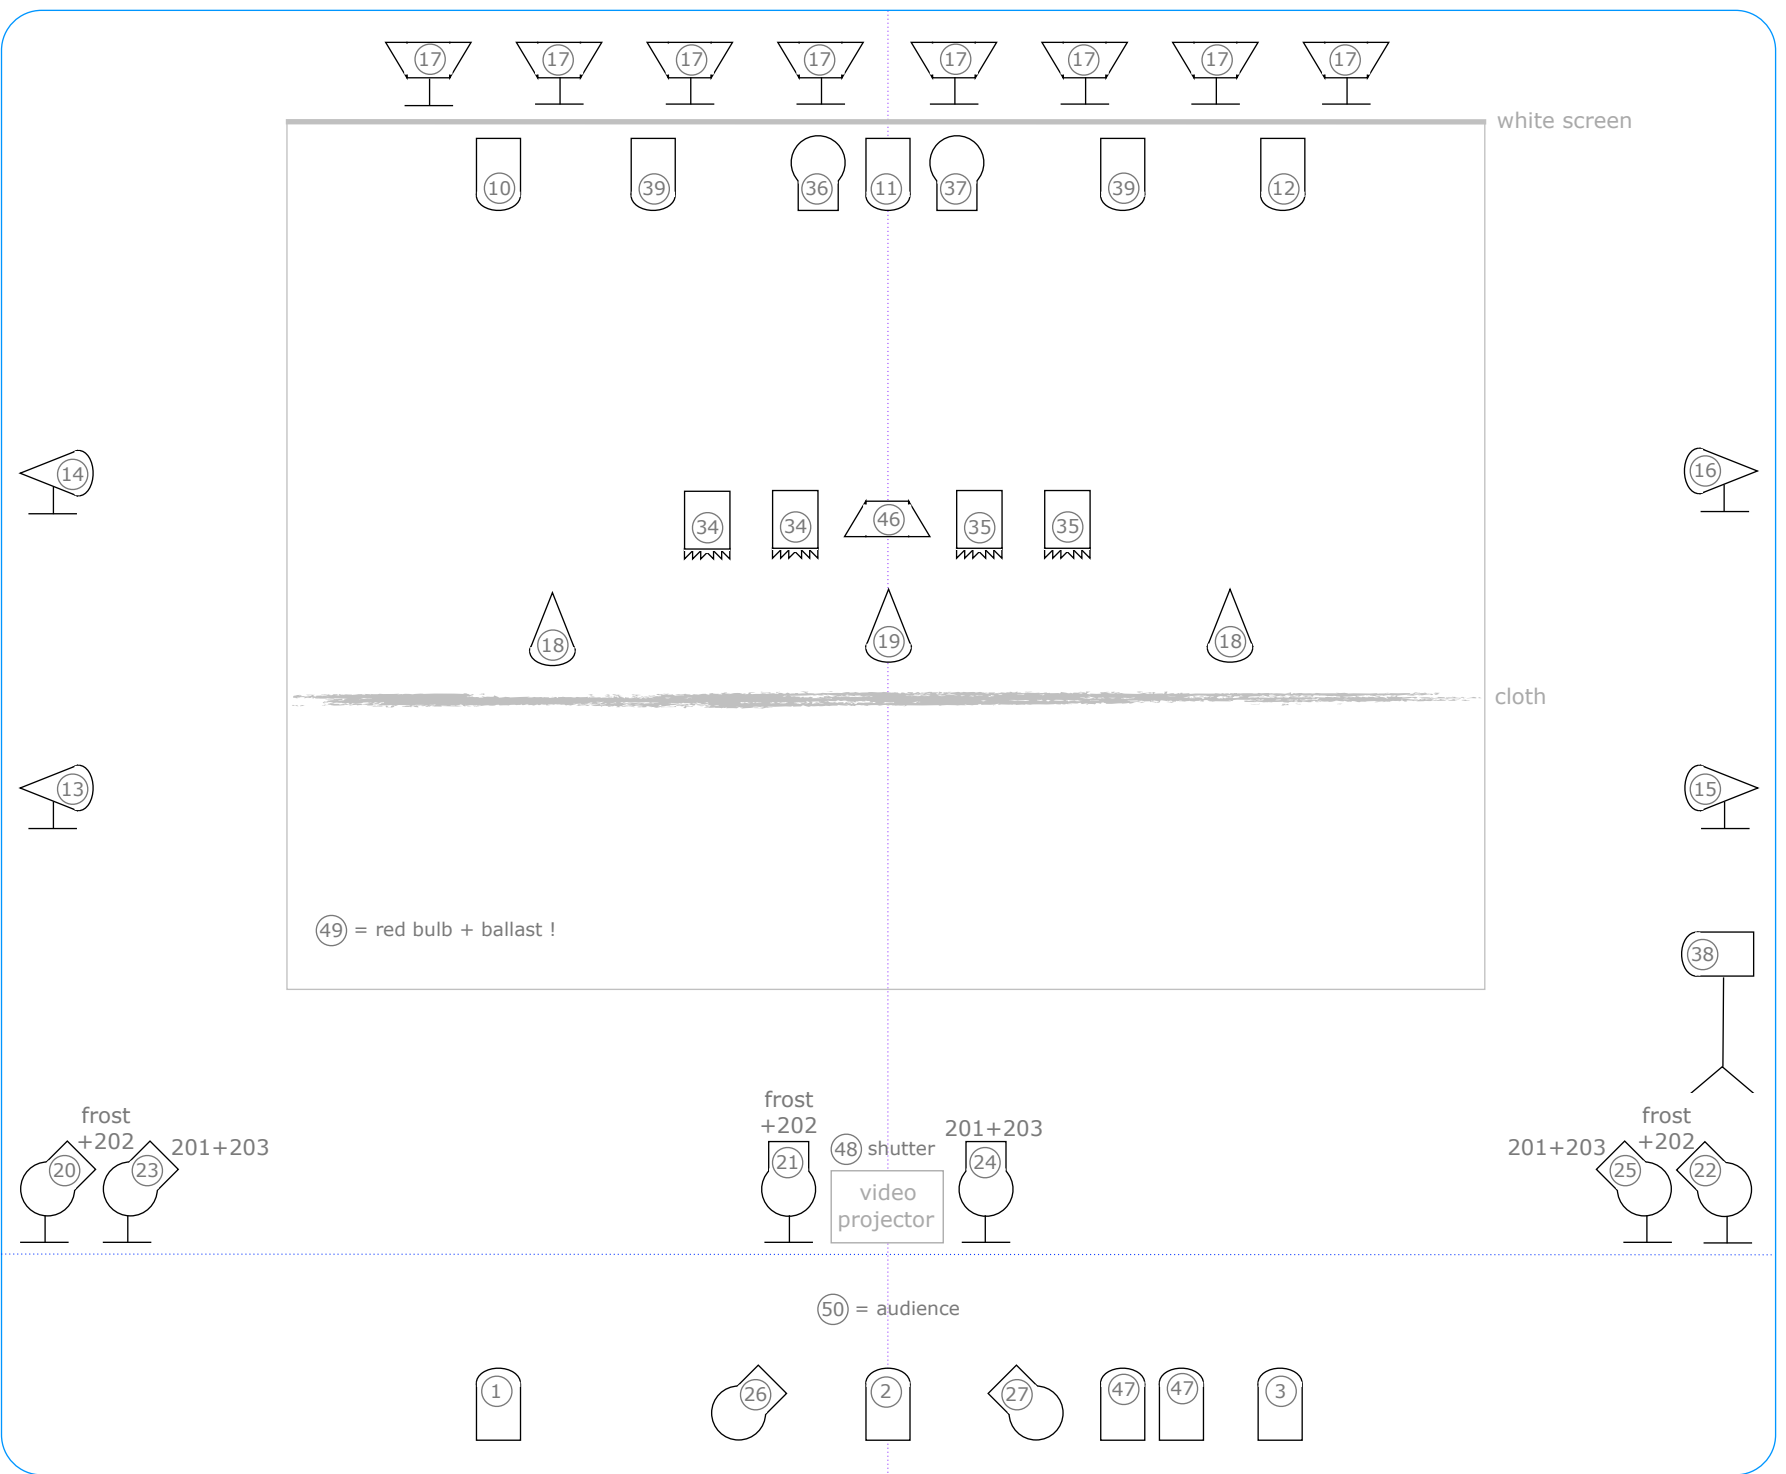 17 17 17 17 17 17 17 17
white screen
10 39 36 11 37 39 12
14 16
34 34 46 35 35
18 19 18
cloth
13 15
49 = red bulb + ballast !
38
frost
+202
20
23
201+203
frost
+202
21
48 shutter
video
projector
201+203
24
201+203
25
frost
+202
22
50 = audience
1 26 2 27 47 47 3